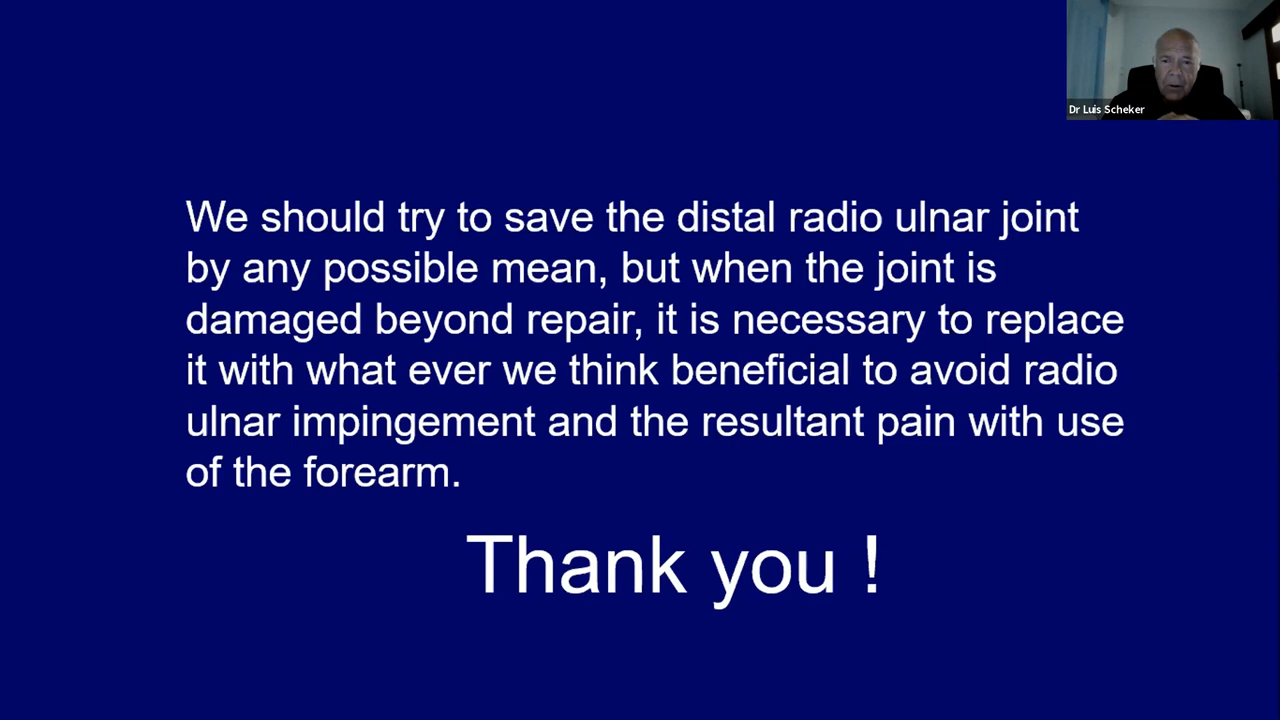 Dr Luis Scheker
We should try to save the distal radio ulnar joint
by any possible mean, but when the joint is
damaged beyond repair, it is necessary to replace
it with what ever we think beneficial to avoid radio
ulnar impingement and the resultant pain with use
of the forearm.
Thank you !